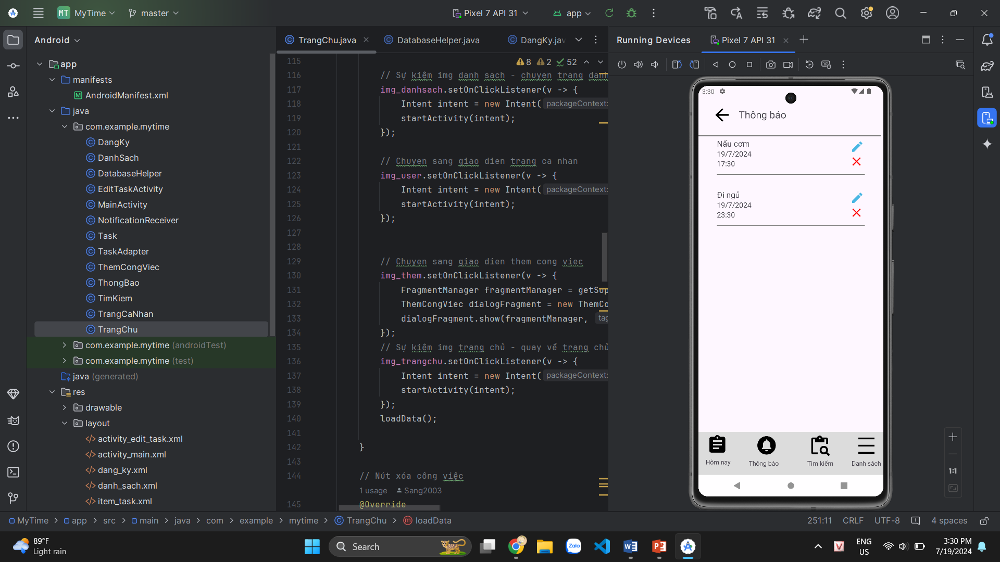 MT MyTime master Pixel 7 API 31 app
Android
TrangChu.java DatabaseHelper.java DangKy.jav
Running Devices Pixel 7 API 31
app
manifests
AndroidManifest.xml
java
com.example.mytime
DangKy
DanhSach
DatabaseHelper
EditTaskActivity
MainActivity
NotificationReceiver
Task
TaskAdapter
ThemCongViec
ThongBao
TimKiem
TrangCaNhan
TrangChu
com.example.mytime (androidTest)
com.example.mytime (test)
java (generated)
res
drawable
layout
activity_edit_task.xml
activity_main.xml
dang_ky.xml
danh_sach.xml
item_task.xml
8 2 52
115
116 // Sự kiêm img danh sach - chuyen trang danh
117 img_danhsach.setOnClickListener(v -> {
118 Intent intent = new Intent( packageContext:
119 startActivity(intent);
120 });
121
122 // Chuyen sang giao dien trang ca nhan
123 img_user.setOnClickListener(v -> {
124 Intent intent = new Intent( packageContext:
125 startActivity(intent);
126 });
127
128
129 // Chuyen sang giao dien them cong viec
130 img_them.setOnClickListener(v -> {
131 FragmentManager fragmentManager = getSup
132 ThemCongViec dialogFragment = new ThemCo
133 dialogFragment.show(fragmentManager, tag
134 });
135 // Sự kiêm img trang chủ - quay về trang chủ
136 img_trangchu.setOnClickListener(v -> {
137 Intent intent = new Intent( packageContext:
138 startActivity(intent);
139 });
140 loadData();
141
142 }
143
144 // Nút xóa công việc
1 usage Sang2003
145 @Override
3:30
Thông báo
Nấu cơm
19/7/2024
17:30
Đi ngủ
19/7/2024
23:30
Hôm nay Thông báo Tìm kiếm Danh sách
1:1
MyTime > app > src > main > java > com > example > mytime > TrangChu > loadData
251:11 CRLF UTF-8 4 spaces
89°F
Light rain
Search
Zalo
ENG
US
3:30 PM
7/19/2024